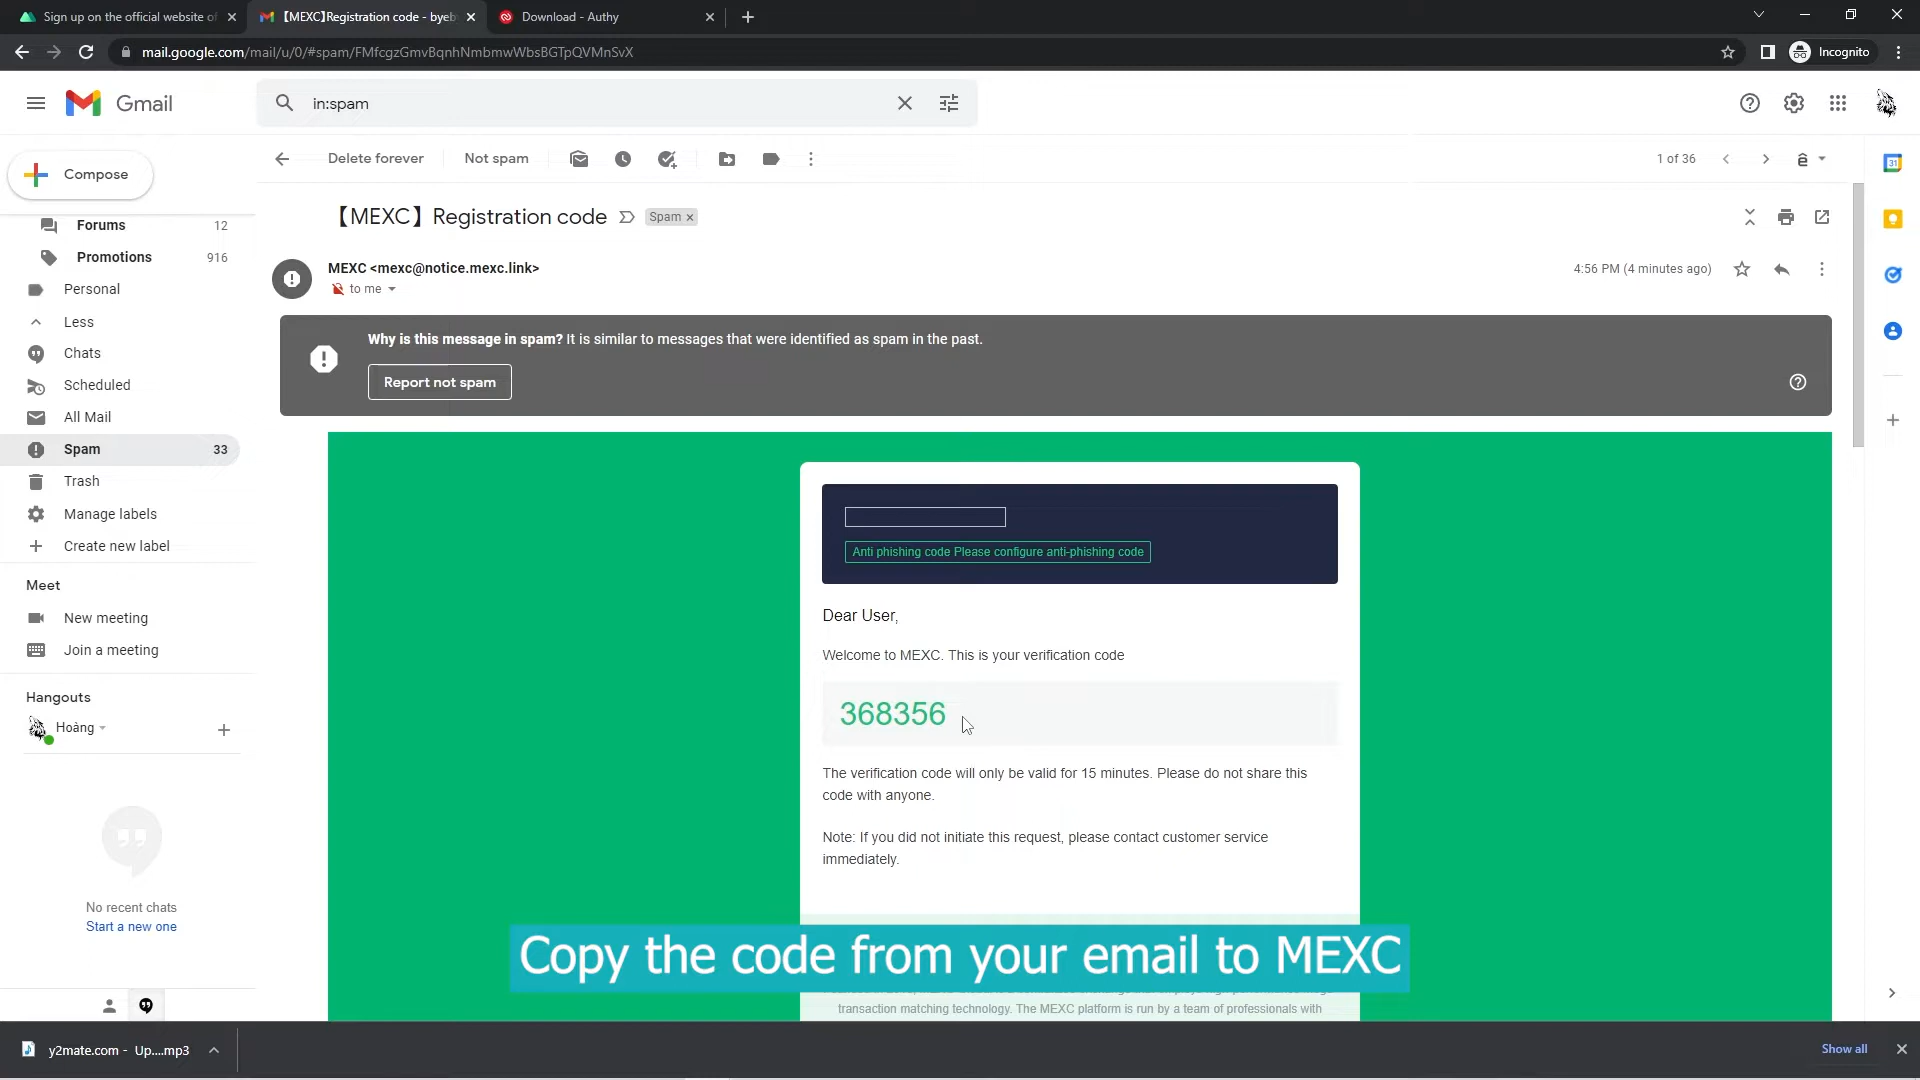 Sign up on the official website of
【MEXC】Registration code - byeb
Download - Authy
mail.google.com/mail/u/0/#spam/FMfcgzGmvBqnhNmbmwWbsBGTpQVMnSvX
Incognito
Gmail
in:spam
Compose
Delete forever
Not spam
1 of 36
Forums 12
Promotions 916
Personal
Less
Chats
Scheduled
All Mail
Spam 33
Trash
Manage labels
Create new label
Meet
New meeting
Join a meeting
Hangouts
Hoàng
No recent chats
Start a new one
【MEXC】Registration code
Spam x
MEXC <mexc@notice.mexc.link>
4:56 PM (4 minutes ago)
to me
Why is this message in spam? It is similar to messages that were identified as spam in the past.
Report not spam
Anti phishing code Please configure anti-phishing code
Dear User,
Welcome to MEXC. This is your verification code
368356
The verification code will only be valid for 15 minutes. Please do not share this
code with anyone.
Note: If you did not initiate this request, please contact customer service
immediately.
Copy the code from your email to MEXC
transaction matching technology. The MEXC platform is run by a team of professionals with
y2mate.com - Up....mp3
Show all